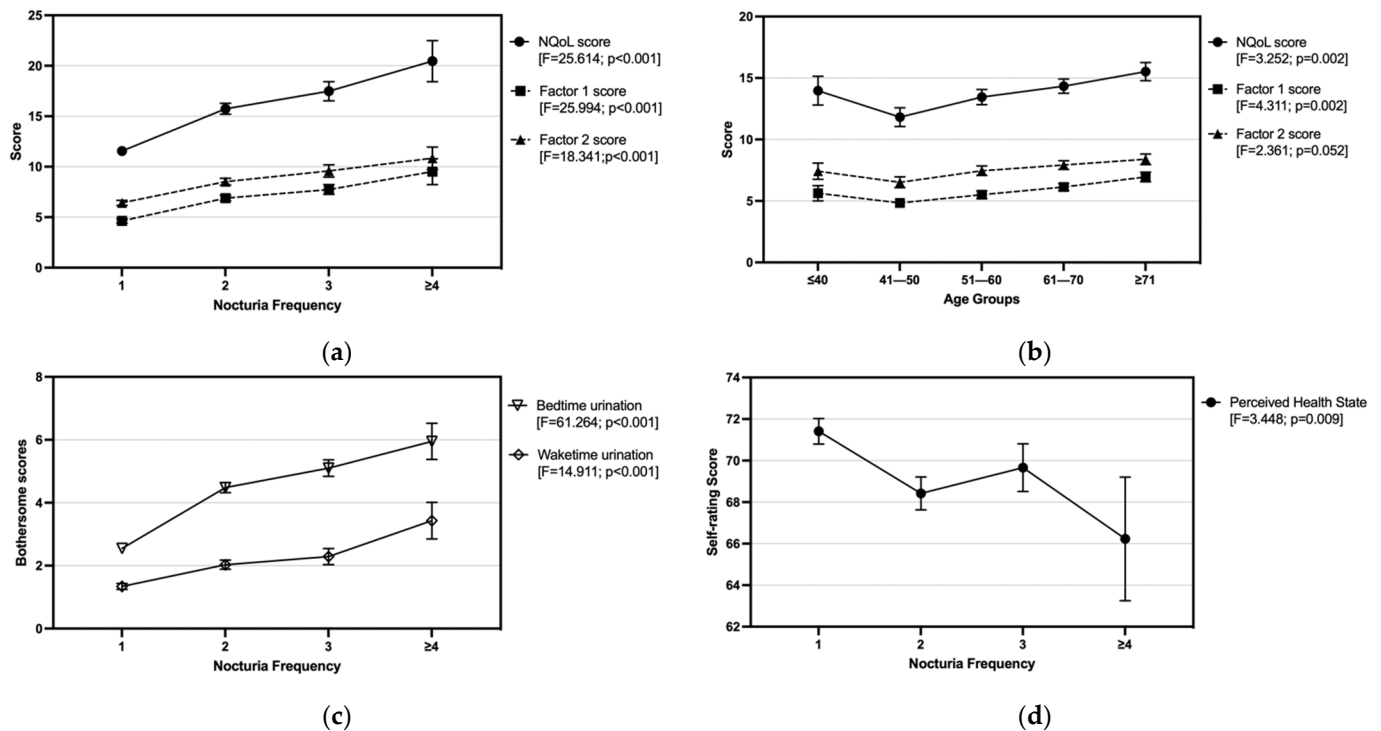 25
20
15
10
5
0
Score
1
2
3
≥4
Nocturia Frequency
NQoL score
[F=25.614; p<0.001]
Factor 1 score
[F=25.994; p<0.001]
Factor 2 score
[F=18.341;p<0.001]
(a)
20
15
10
5
0
Score
≤40
41—50
51—60
61—70
≥71
Age Groups
NQoL score
[F=3.252; p=0.002]
Factor 1 score
[F=4.311; p=0.002]
Factor 2 score
[F=2.361; p=0.052]
(b)
8
6
4
2
0
Bothersome scores
1
2
3
≥4
Nocturia Frequency
Bedtime urination
[F=61.264; p<0.001]
Waketime urination
[F=14.911; p<0.001]
(c)
74
72
70
68
66
64
62
Self-rating Score
1
2
3
≥4
Nocturia Frequency
Perceived Health State
[F=3.448; p=0.009]
(d)